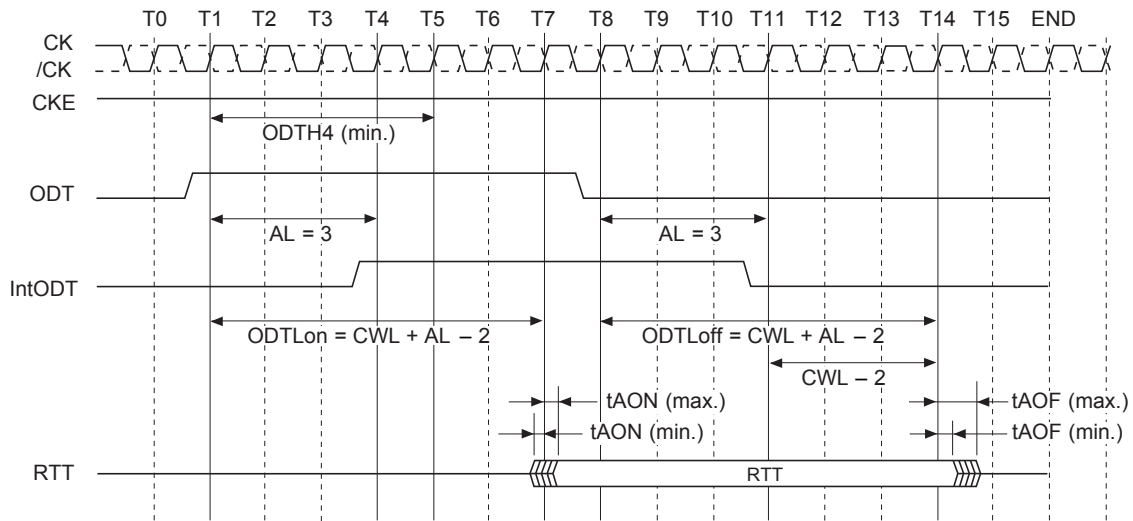 T0 T1 T2 T3 T4 T5 T6 T7 T8 T9 T10 T11 T12 T13 T14 T15 END
CK
/CK
CKE
ODTH4 (min.)
ODT
AL = 3 AL = 3
IntODT
ODTLon = CWL + AL – 2 ODTLoff = CWL + AL – 2
CWL – 2
tAON (max.) tAOF (max.)
tAON (min.) tAOF (min.)
RTT RTT